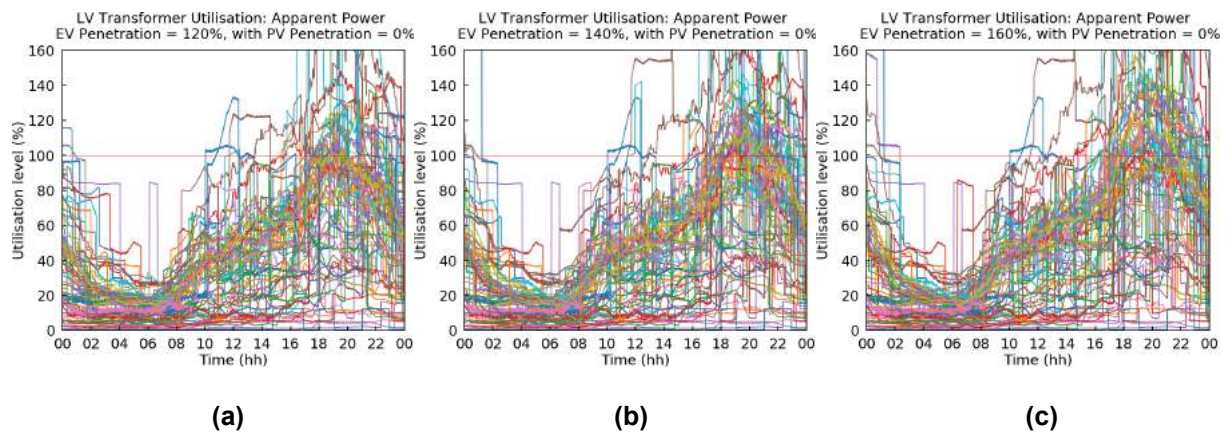 LV Transformer Utilisation: Apparent Power
EV Penetration = 120%, with PV Penetration = 0%
160
140
120
100
80
60
40
20
0
Utilisation level (%)
00 02 04 06 08 10 12 14 16 18 20 22 00
Time (hh)
(a)
LV Transformer Utilisation: Apparent Power
EV Penetration = 140%, with PV Penetration = 0%
160
140
120
100
80
60
40
20
0
Utilisation level (%)
00 02 04 06 08 10 12 14 16 18 20 22 00
Time (hh)
(b)
LV Transformer Utilisation: Apparent Power
EV Penetration = 160%, with PV Penetration = 0%
160
140
120
100
80
60
40
20
0
Utilisation level (%)
00 02 04 06 08 10 12 14 16 18 20 22 00
Time (hh)
(c)